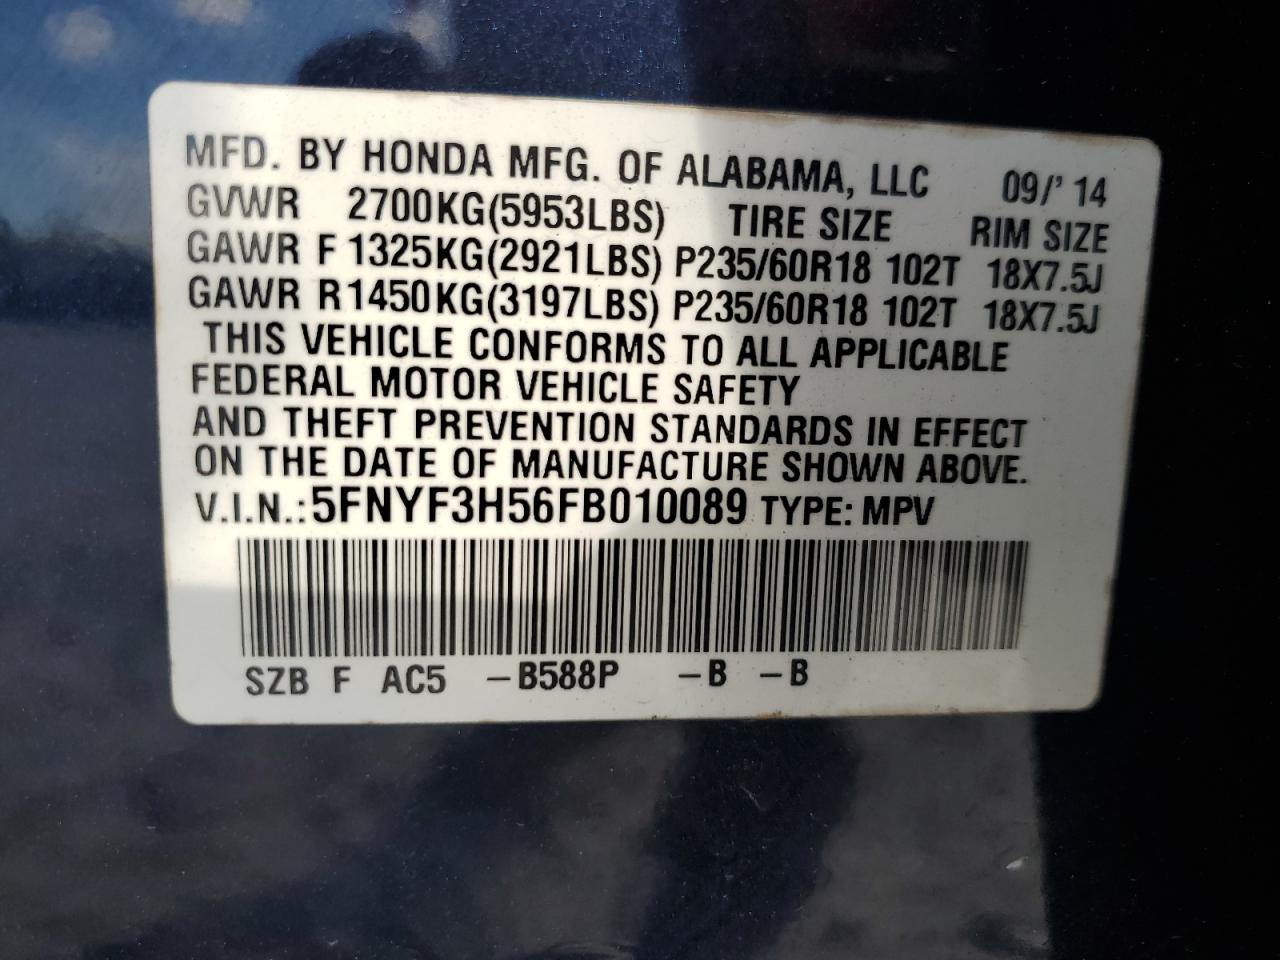 MFD. BY HONDA MFG. OF ALABAMA, LLC 09/' 14
GVWR 2700KG(5953LBS) TIRE SIZE RIM SIZE
GAWR F 1325KG(2921LBS) P235/60R18 102T 18X7.5J
GAWR R1450KG(3197LBS) P235/60R18 102T 18X7.5J
THIS VEHICLE CONFORMS TO ALL APPLICABLE
FEDERAL MOTOR VEHICLE SAFETY
AND THEFT PREVENTION STANDARDS IN EFFECT
ON THE DATE OF MANUFACTURE SHOWN ABOVE.
V.I.N.: 5FNYF3H56FB010089 TYPE: MPV
SZB F AC5 –B588P –B –B